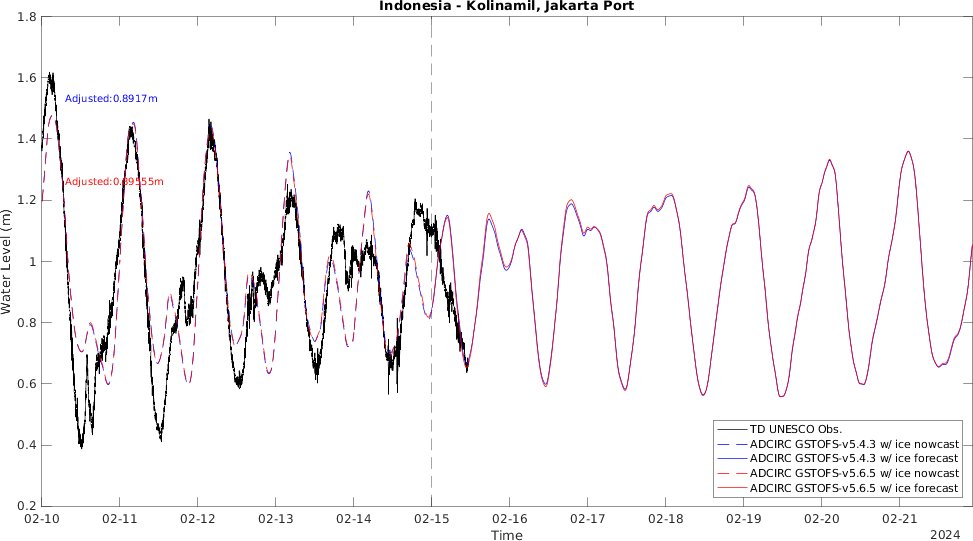 Indonesia - Kolinamil, Jakarta Port
1.8
1.6
1.4
1.2
1
0.8
0.6
0.4
0.2
Water Level (m)
Adjusted:0.8917m
Adjusted:0.89555m
TD UNESCO Obs.
ADCIRC GSTOFS-v5.4.3 w/ ice nowcast
ADCIRC GSTOFS-v5.4.3 w/ ice forecast
ADCIRC GSTOFS-v5.6.5 w/ ice nowcast
ADCIRC GSTOFS-v5.6.5 w/ ice forecast
02-10 02-11 02-12 02-13 02-14 02-15 02-16 02-17 02-18 02-19 02-20 02-21
Time
2024